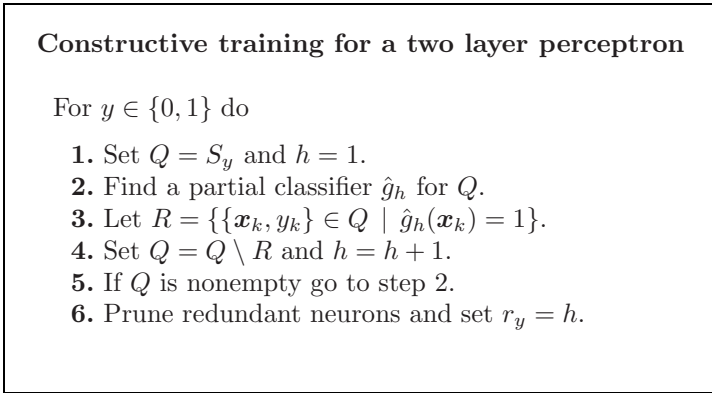 Constructive training for a two layer perceptron
For y ∈ {0, 1} do
1. Set Q = S_y and h = 1.
2. Find a partial classifier ĝ_h for Q.
3. Let R = {{x_k, y_k} ∈ Q | ĝ_h(x_k) = 1}.
4. Set Q = Q \ R and h = h + 1.
5. If Q is nonempty go to step 2.
6. Prune redundant neurons and set r_y = h.